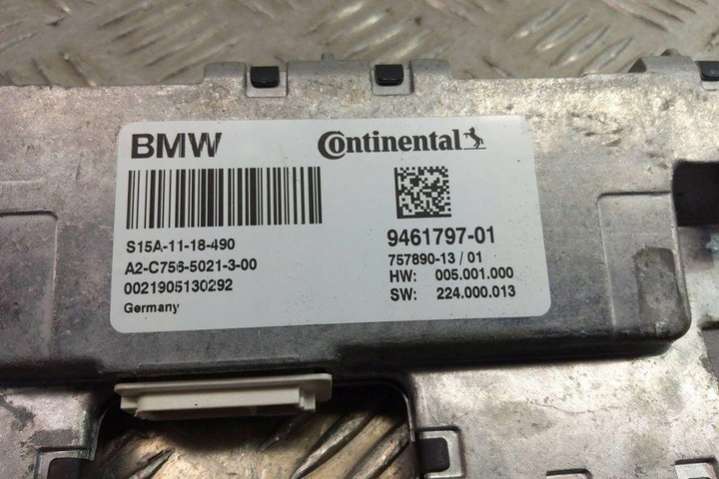 BMW
Continental
S15A-11-18-490
A2-C756-5021-3-00
0021905130292
Germany
9461797-01
757890-13 / 01
HW: 005.001.000
SW: 224.000.013